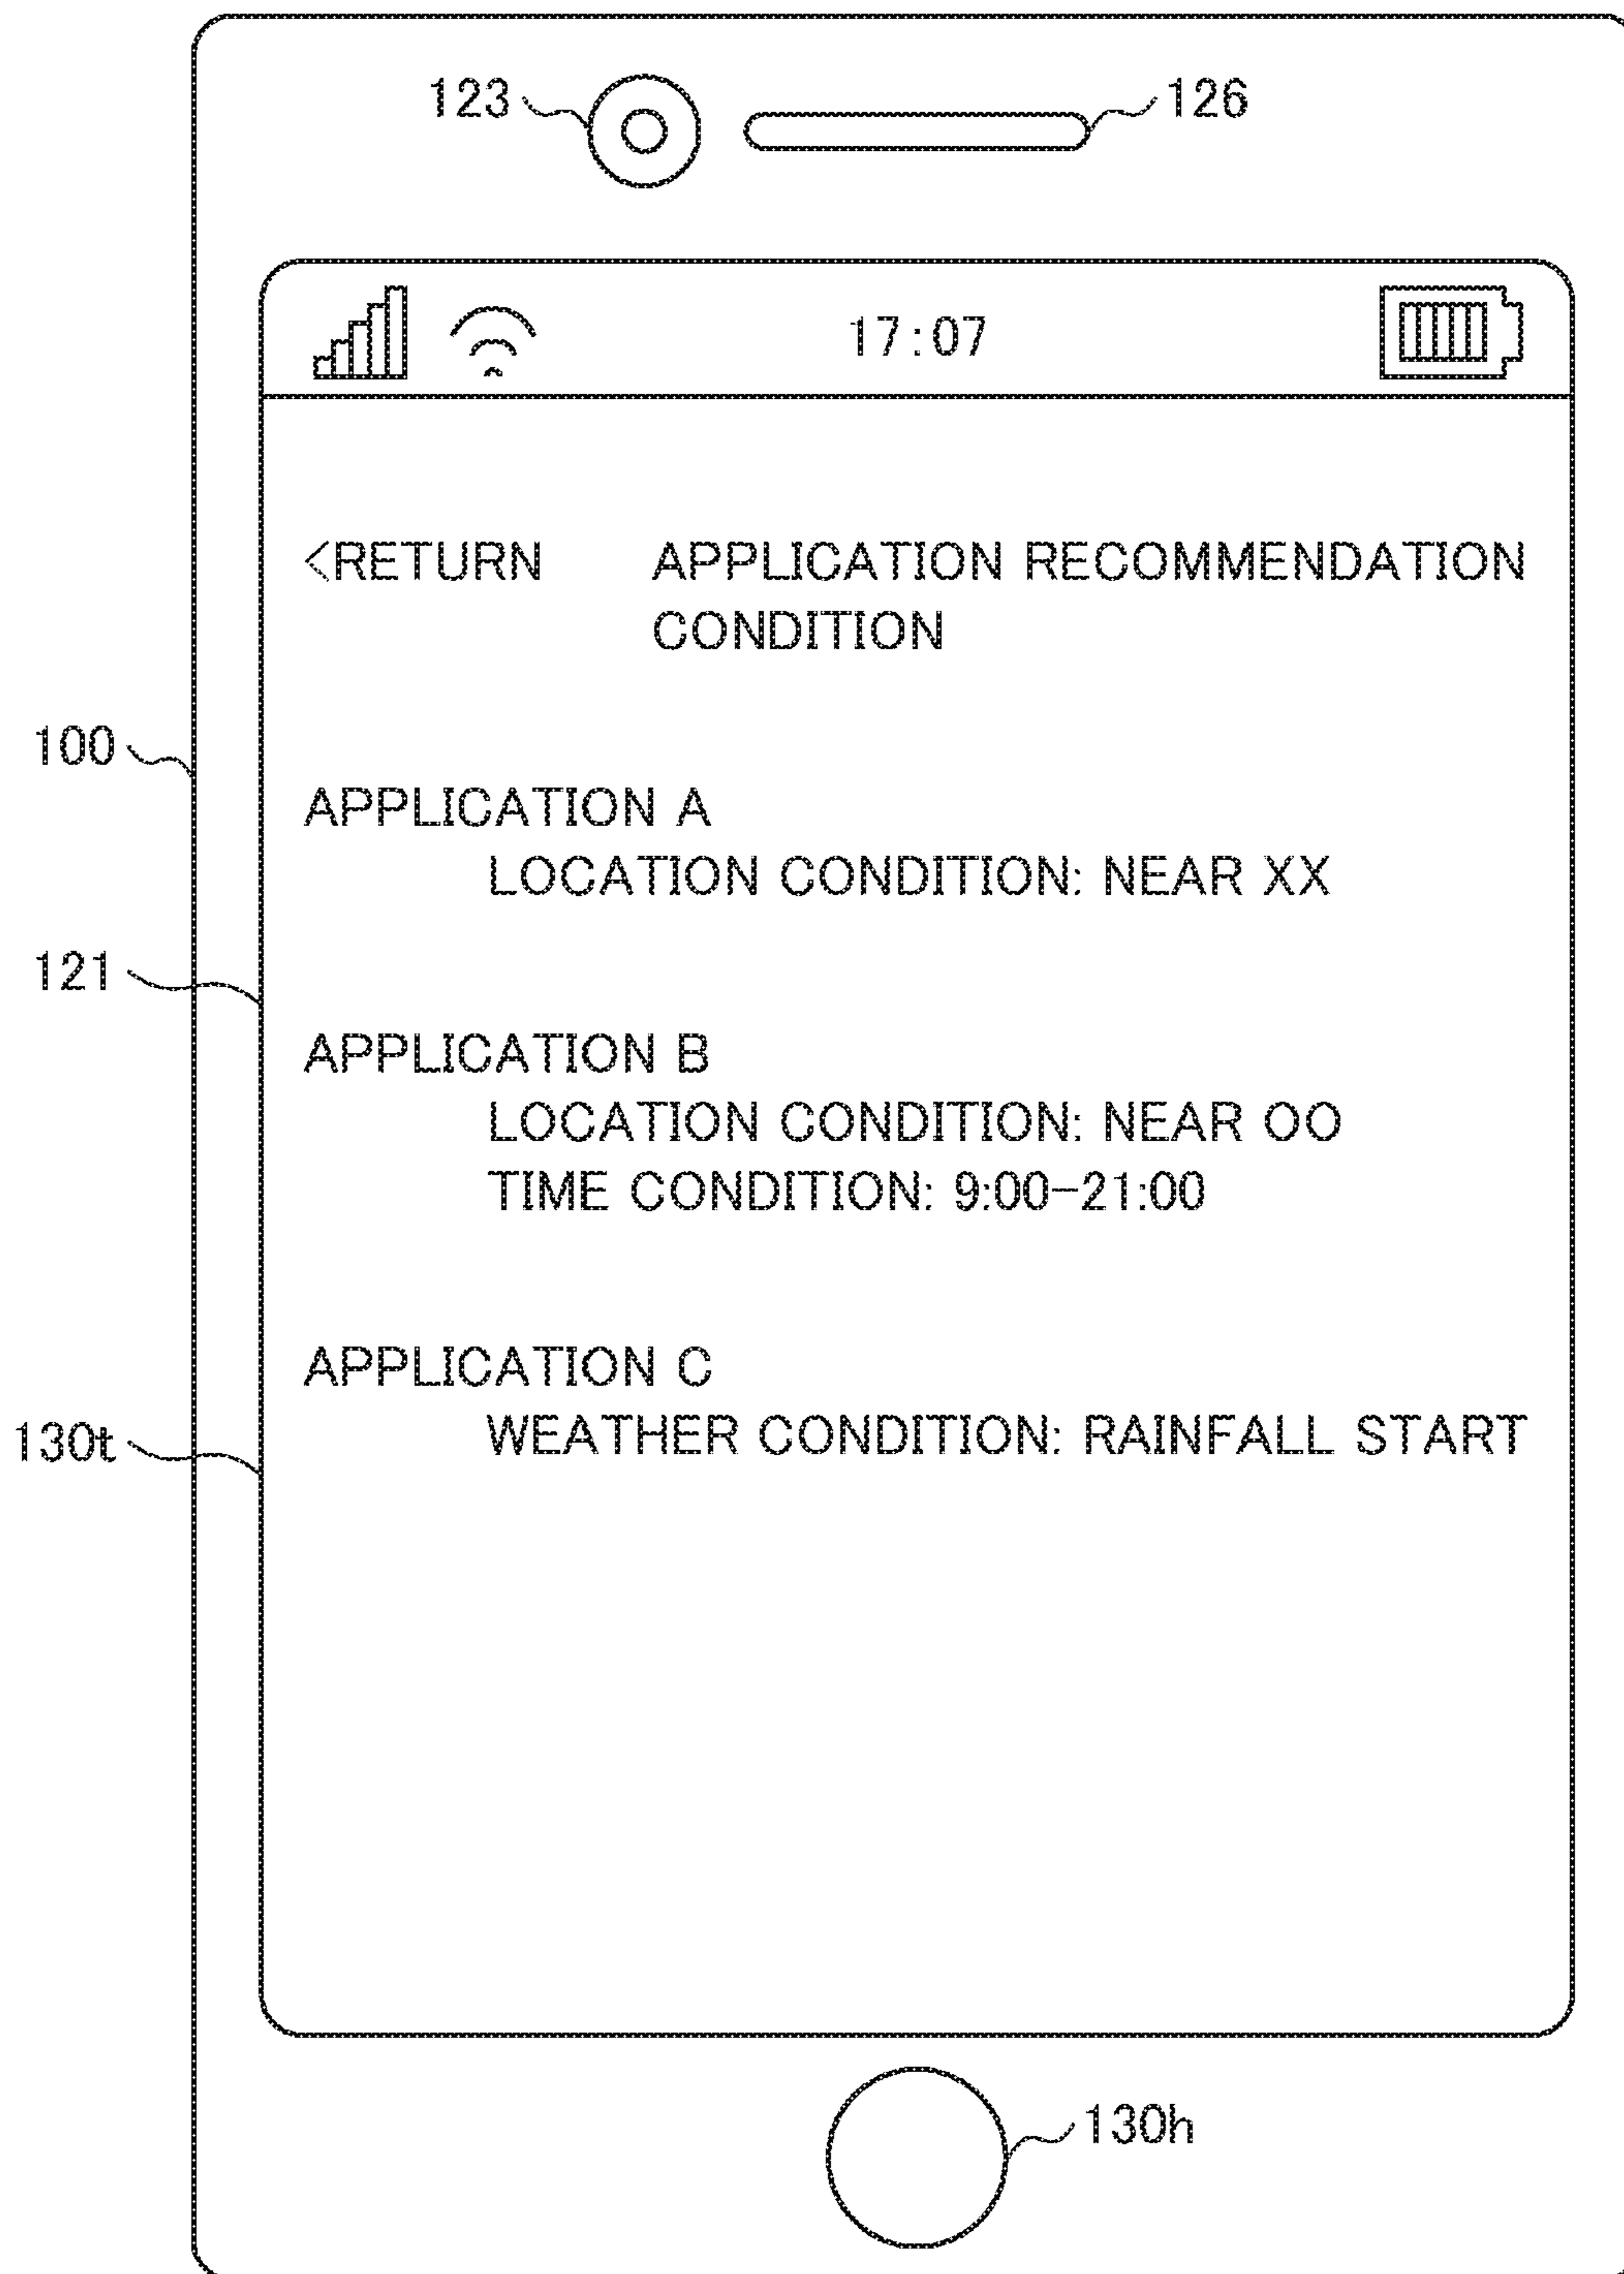 123
126
17:07
<RETURN APPLICATION RECOMMENDATION
CONDITION
100
APPLICATION A
LOCATION CONDITION: NEAR XX
121
APPLICATION B
LOCATION CONDITION: NEAR OO
TIME CONDITION: 9:00-21:00
APPLICATION C
130t
WEATHER CONDITION: RAINFALL START
130h